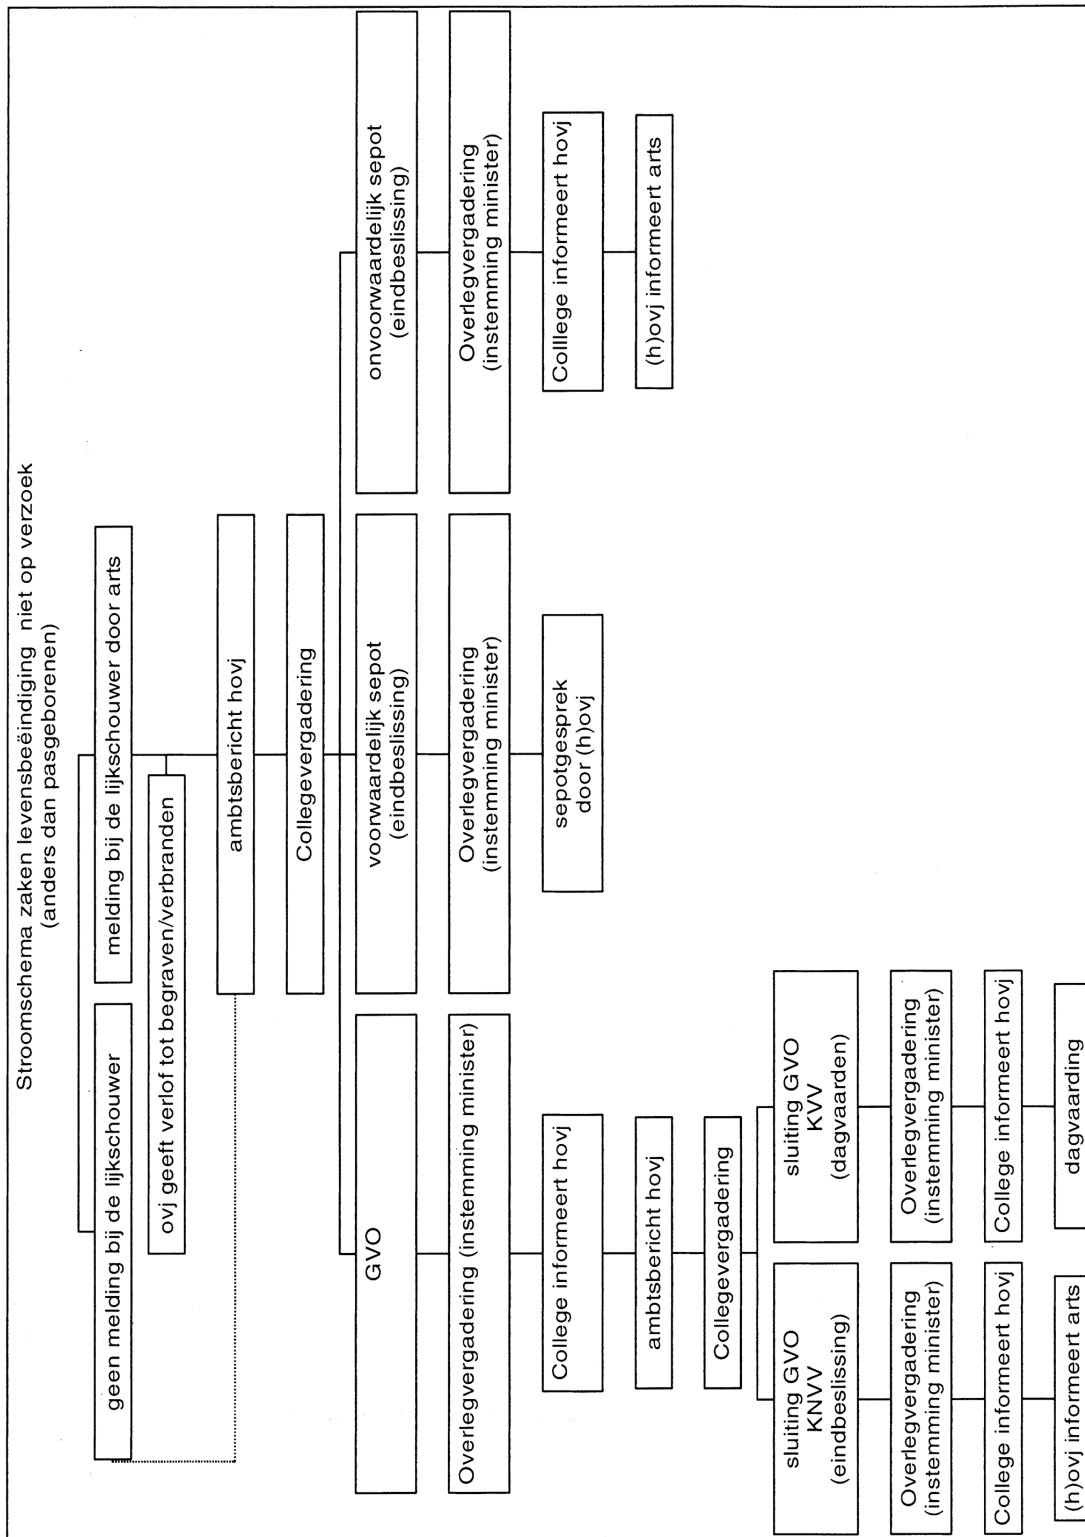 Stroomschema zaken levensbeëindiging niet op verzoek
(anders dan pasgeborenen)
geen melding bij de lijkschouwer
melding bij de lijkschouwer door arts
ovj geeft verlof tot begraven/verbranden
ambtsbericht hovj
Collegevergadering
GVO
voorwaardelijk sepot
(eindbeslissing)
onvoorwaardelijk sepot
(eindbeslissing)
Overlegvergadering (instemming minister)
Overlegvergadering
(instemming minister)
Overlegvergadering
(instemming minister)
College informeert hovj
sepotgesprek
door (h)ovj
Colllege informeert hovj
ambtsbericht hovj
(h)ovj informeert arts
Collegevergadering
sluiting GVO
KNVV
(eindbeslissing)
sluiting GVO
KVV
(dagvaarden)
Overlegvergadering
(instemming minister)
Overlegvergadering
(instemming minister)
College informeert hovj
College informeert hovj
(h)ovj informeert arts
dagvaarding